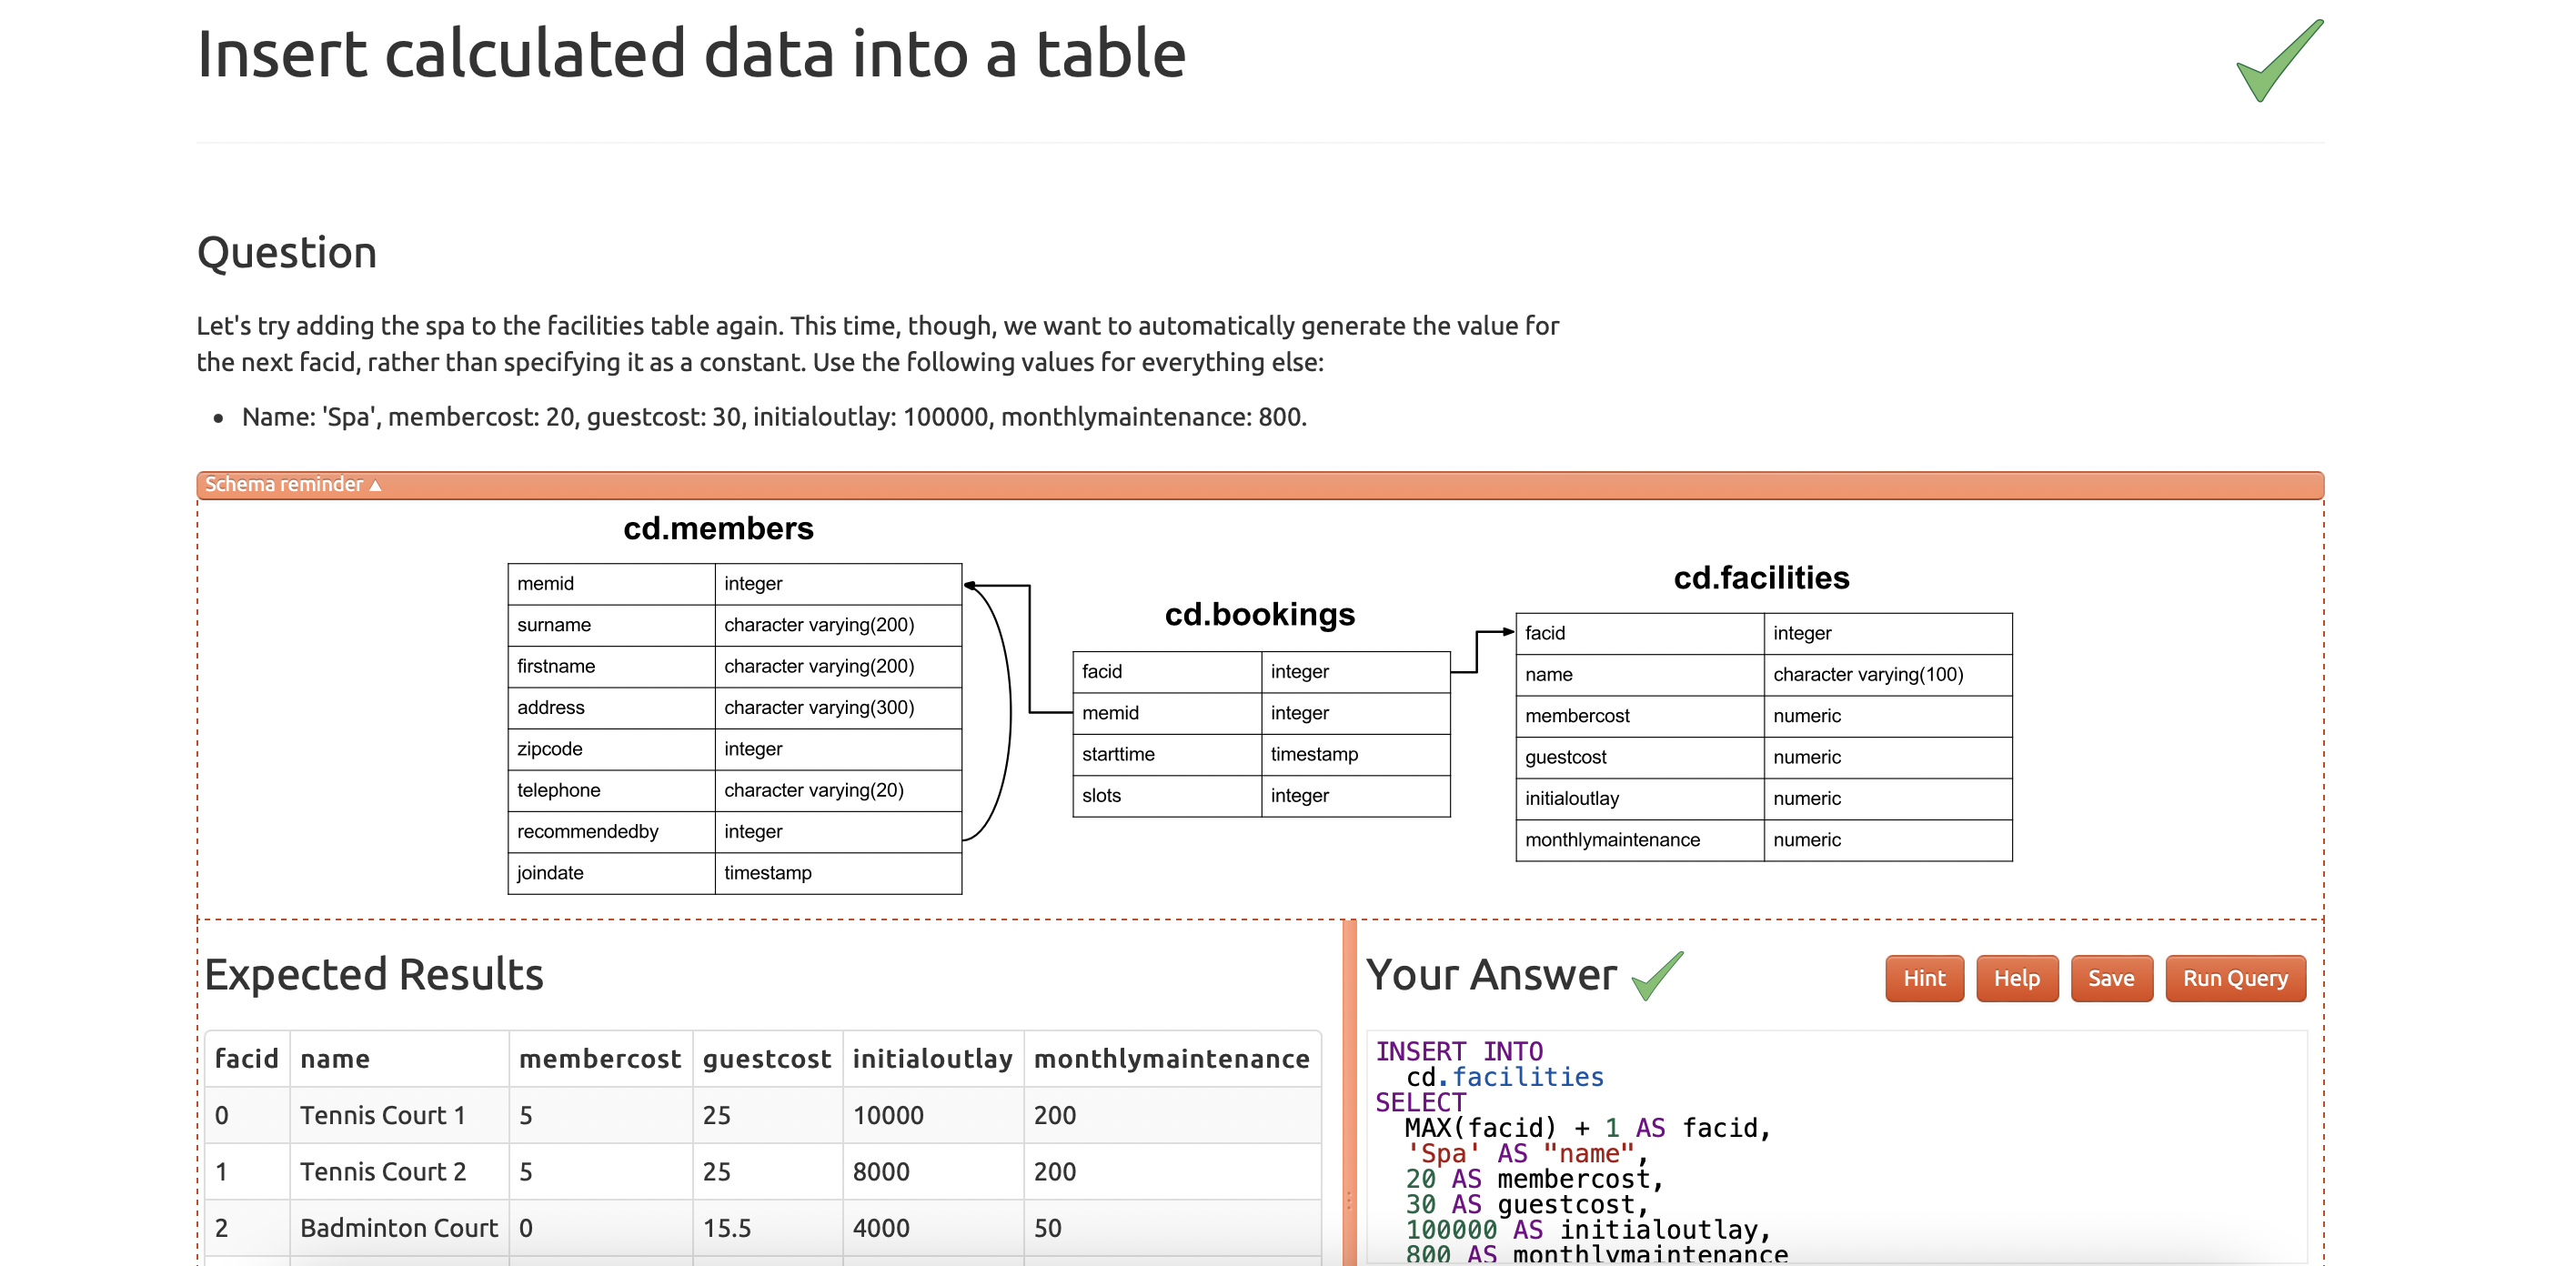 Insert calculated data into a table
Question
Let's try adding the spa to the facilities table again. This time, though, we want to automatically generate the value for
the next facid, rather than specifying it as a constant. Use the following values for everything else:
• Name: 'Spa', membercost: 20, guestcost: 30, initialoutlay: 100000, monthlymaintenance: 800.
Schema reminder ▲
cd.members
memid integer
surname character varying(200)
firstname character varying(200)
address character varying(300)
zipcode integer
telephone character varying(20)
recommendedby integer
joindate timestamp
cd.bookings
facid integer
memid integer
starttime timestamp
slots integer
cd.facilities
facid integer
name character varying(100)
membercost numeric
guestcost numeric
initialoutlay numeric
monthlymaintenance numeric
Expected Results
facid name membercost guestcost initialoutlay monthlymaintenance
0 Tennis Court 1 5 25 10000 200
1 Tennis Court 2 5 25 8000 200
2 Badminton Court 0 15.5 4000 50
Your Answer
Hint Help Save Run Query
INSERT INTO
cd.facilities
SELECT
MAX(facid) + 1 AS facid,
'Spa' AS "name",
20 AS membercost,
30 AS guestcost,
100000 AS initialoutlay,
800 AS monthlymaintenance